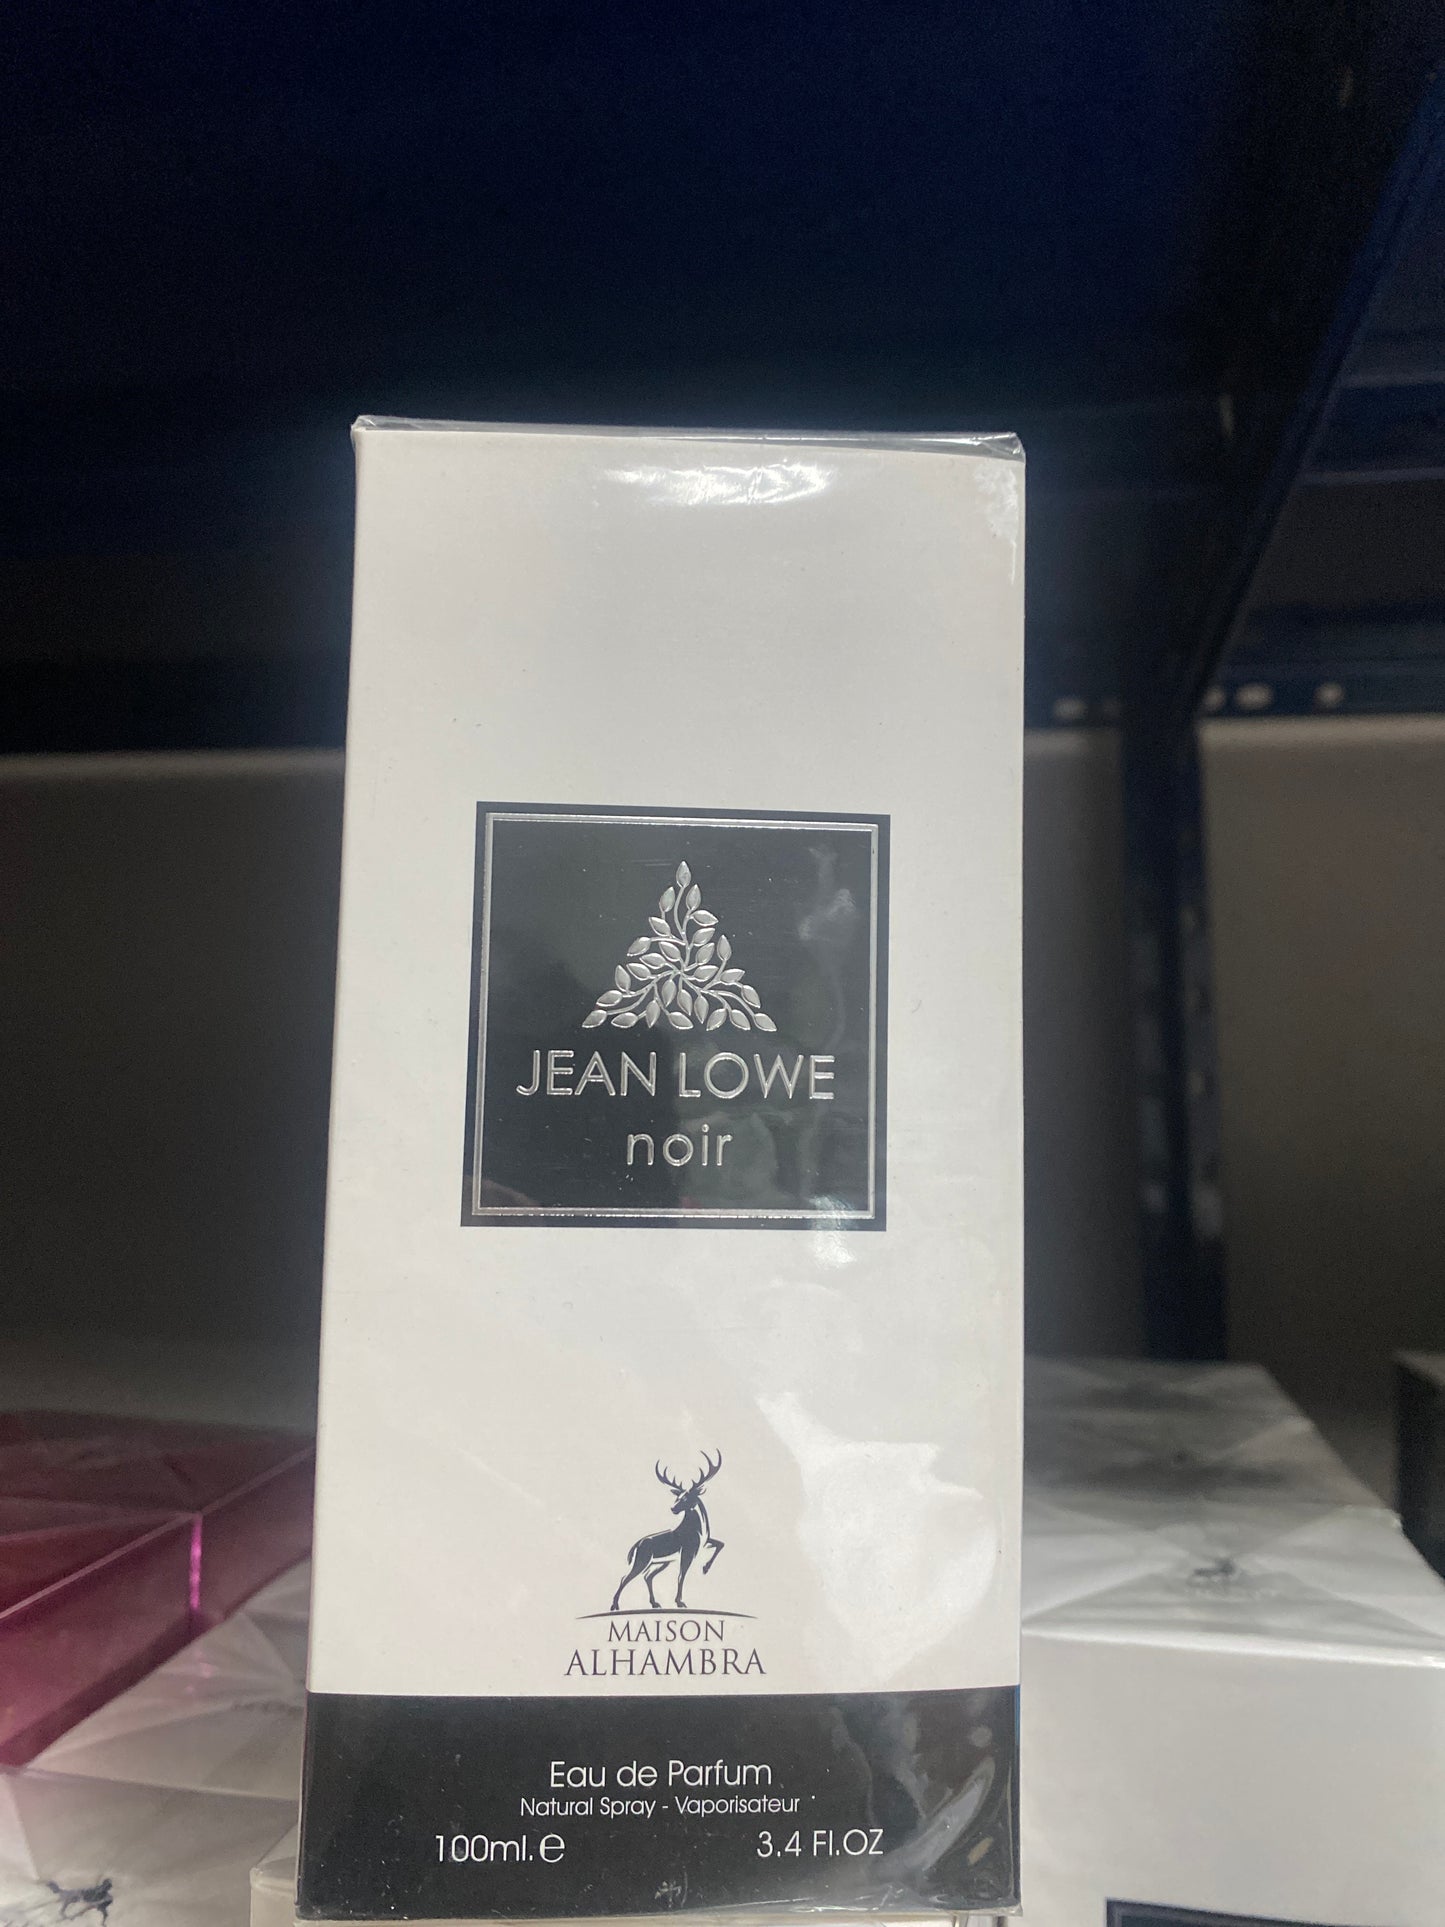 JEAN LOWE
noir
MAISON
ALHAMBRA
Eau de Parfum
Natural Spray - Vaporisateur
100ml.e 3.4 Fl.OZ